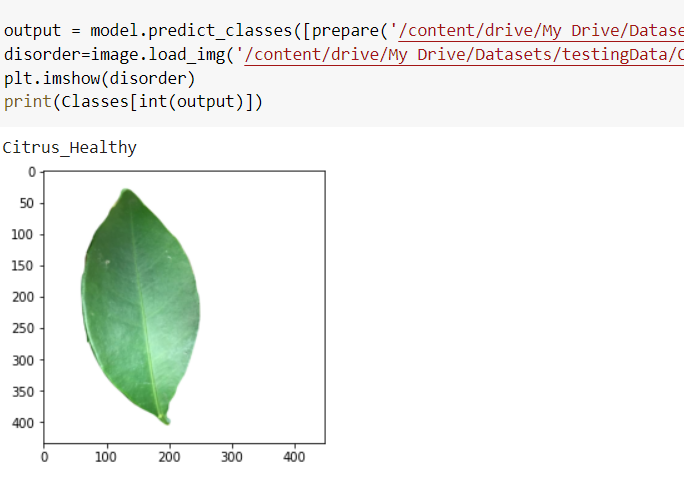 output = model.predict_classes([prepare('/content/drive/My Drive/Datase
disorder=image.load_img('/content/drive/My Drive/Datasets/testingData/C
plt.imshow(disorder)
print(Classes[int(output)])
Citrus_Healthy
0
50
100
150
200
250
300
350
400
0 100 200 300 400